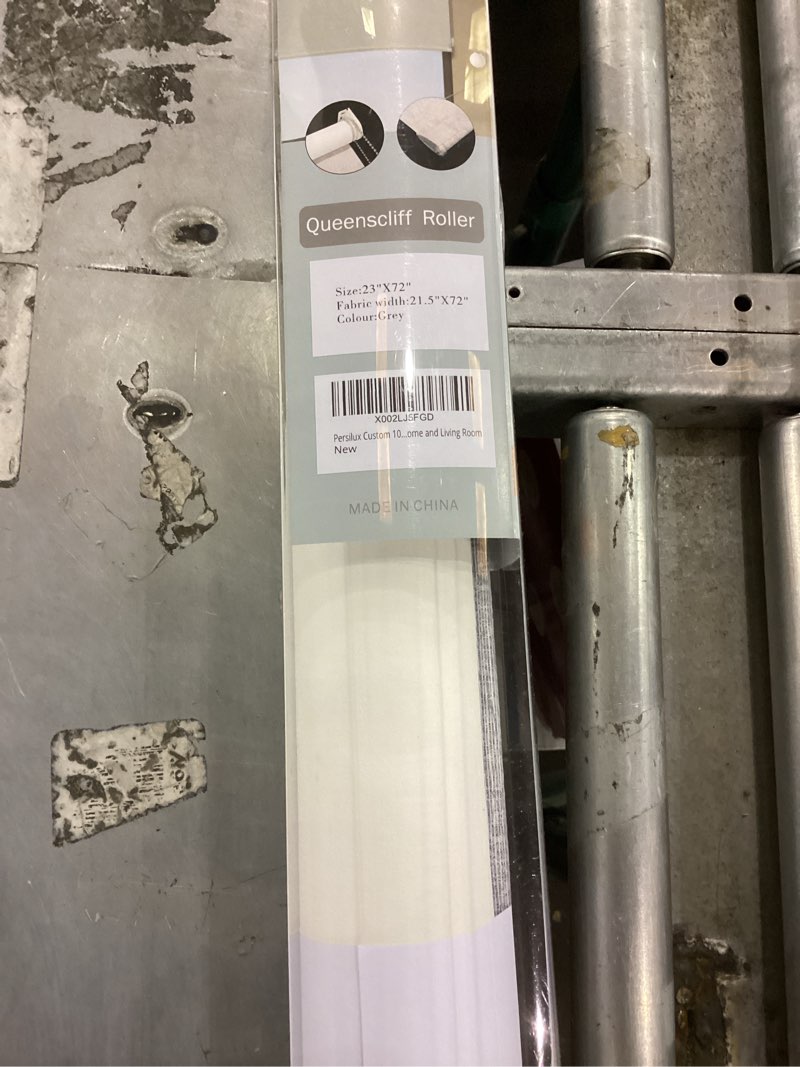 Queenscliff Roller
Size:23"X72"
Fabric width:21.5"X72"
Colour:Grey
X002LJ5FGD
Persilux Custom 10...ome and Living Room
New
MADE IN CHINA